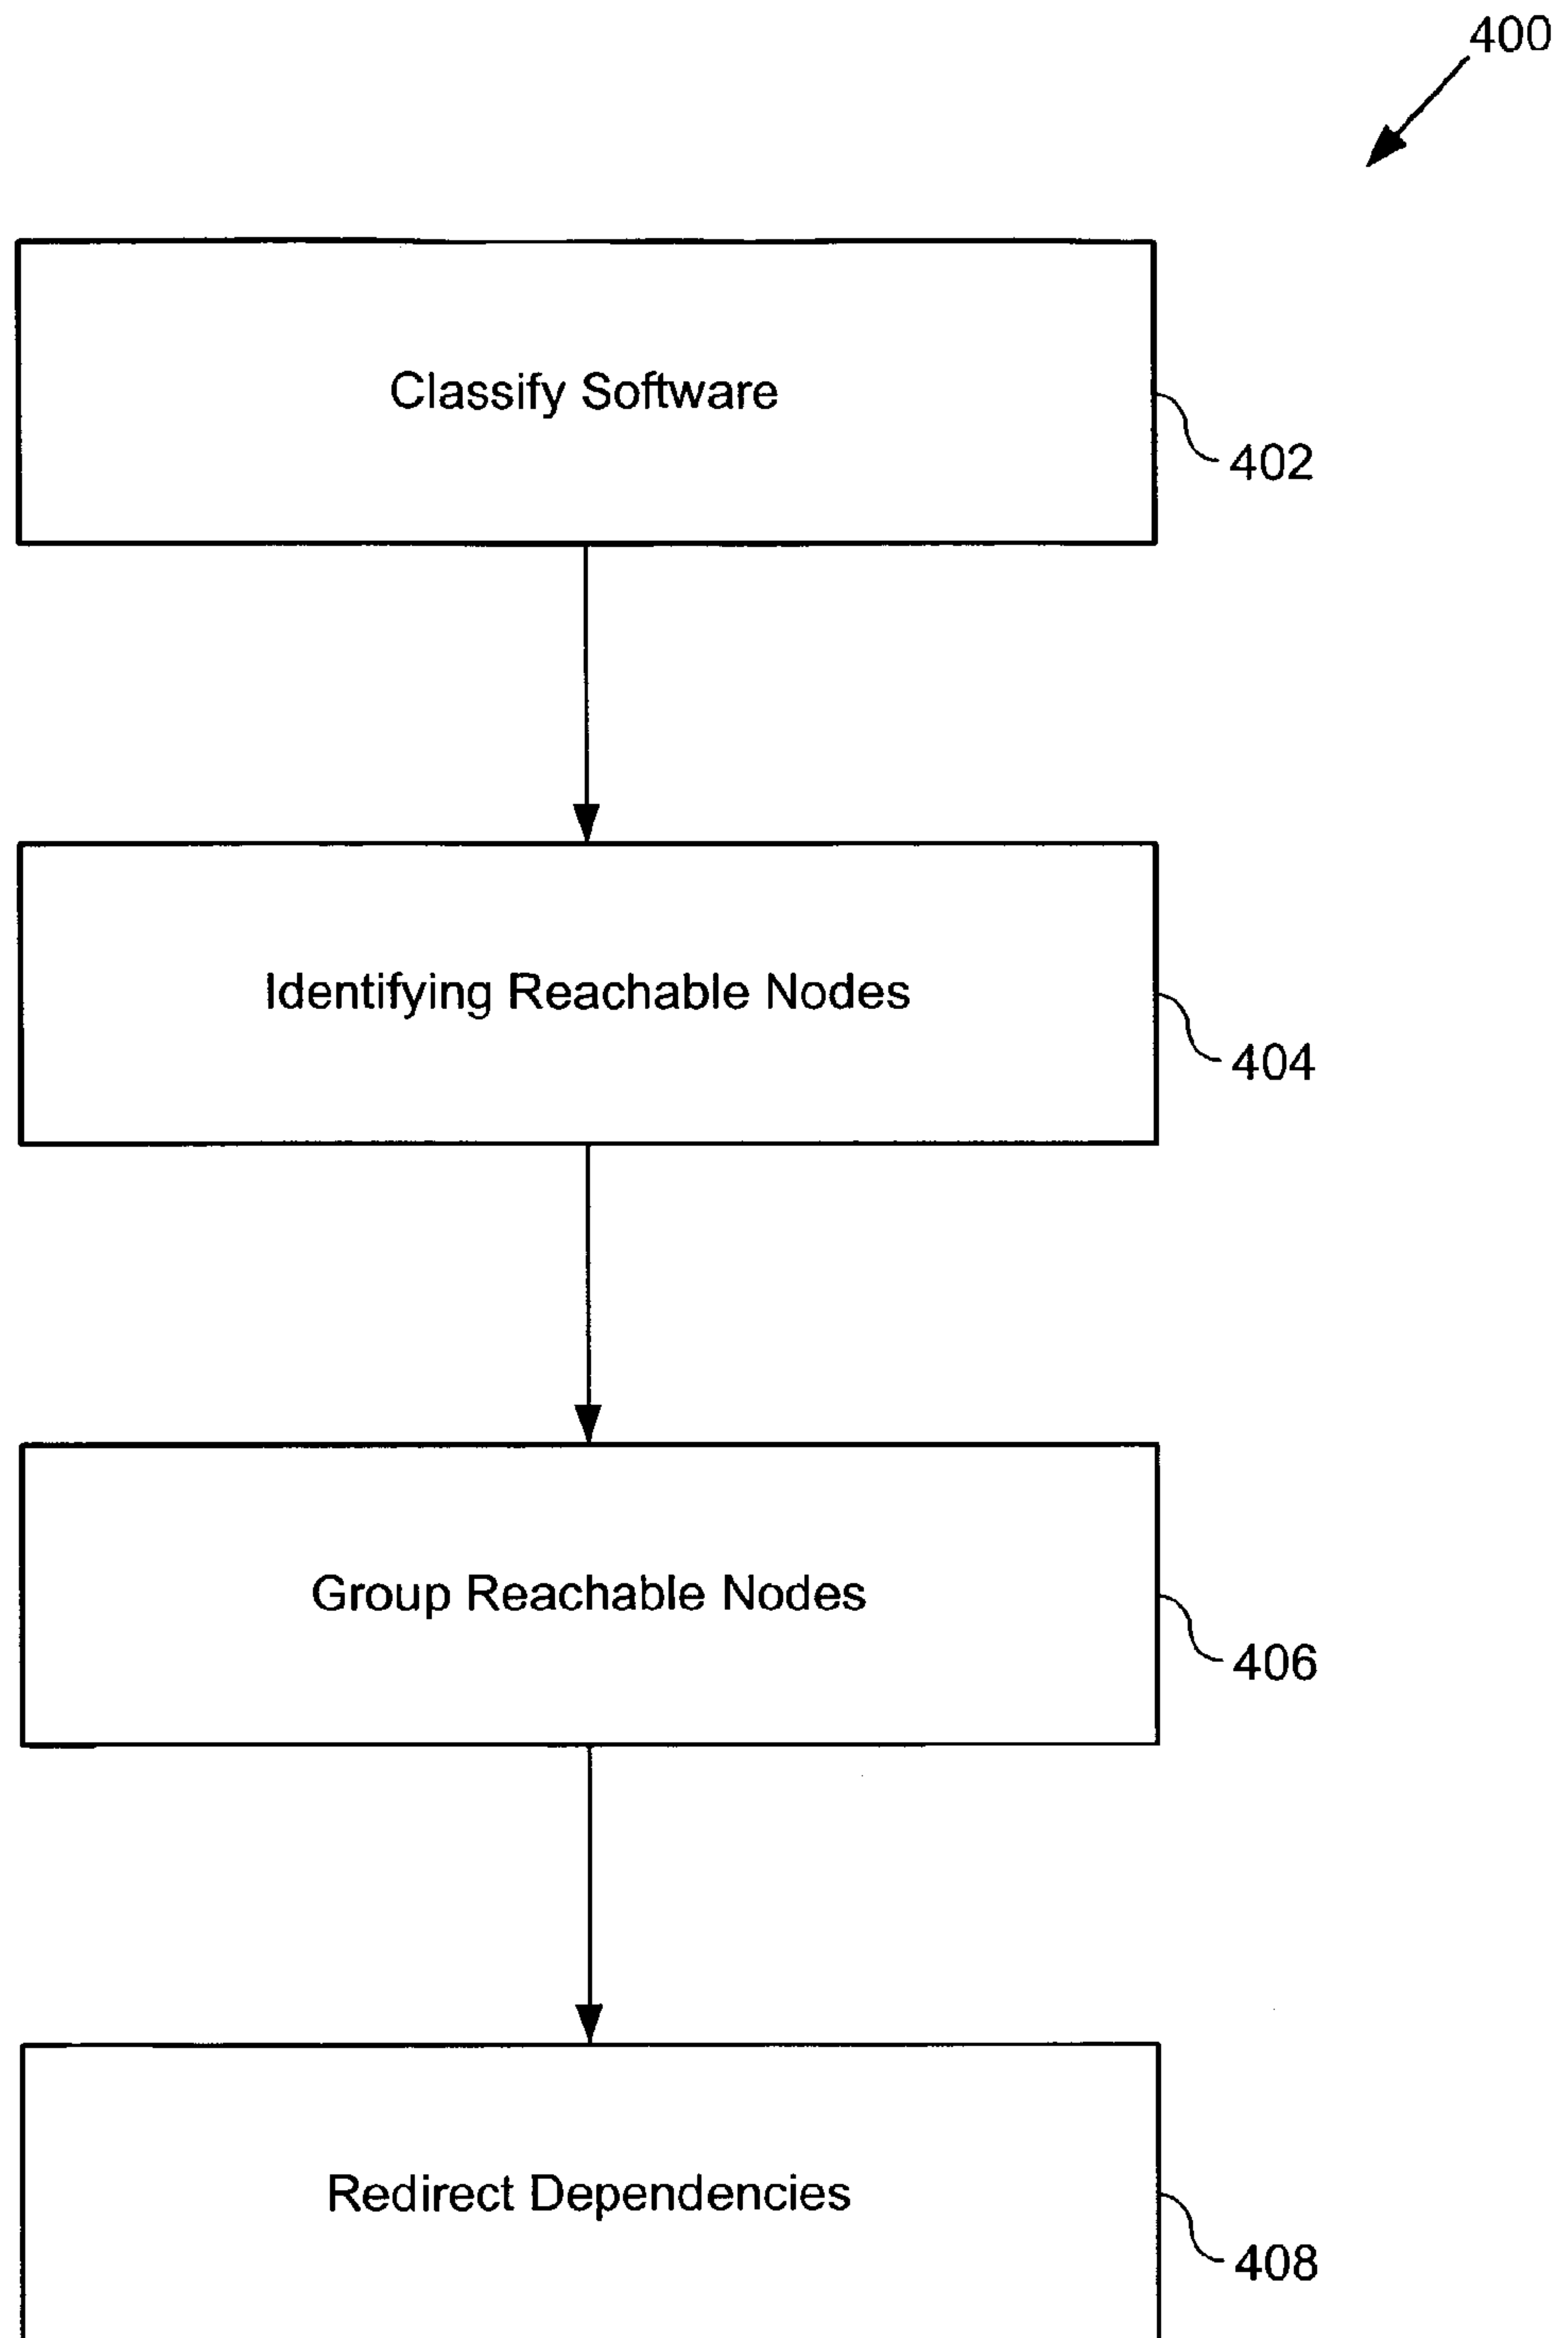 400
Classify Software
402
Identifying Reachable Nodes
404
Group Reachable Nodes
406
Redirect Dependencies
408